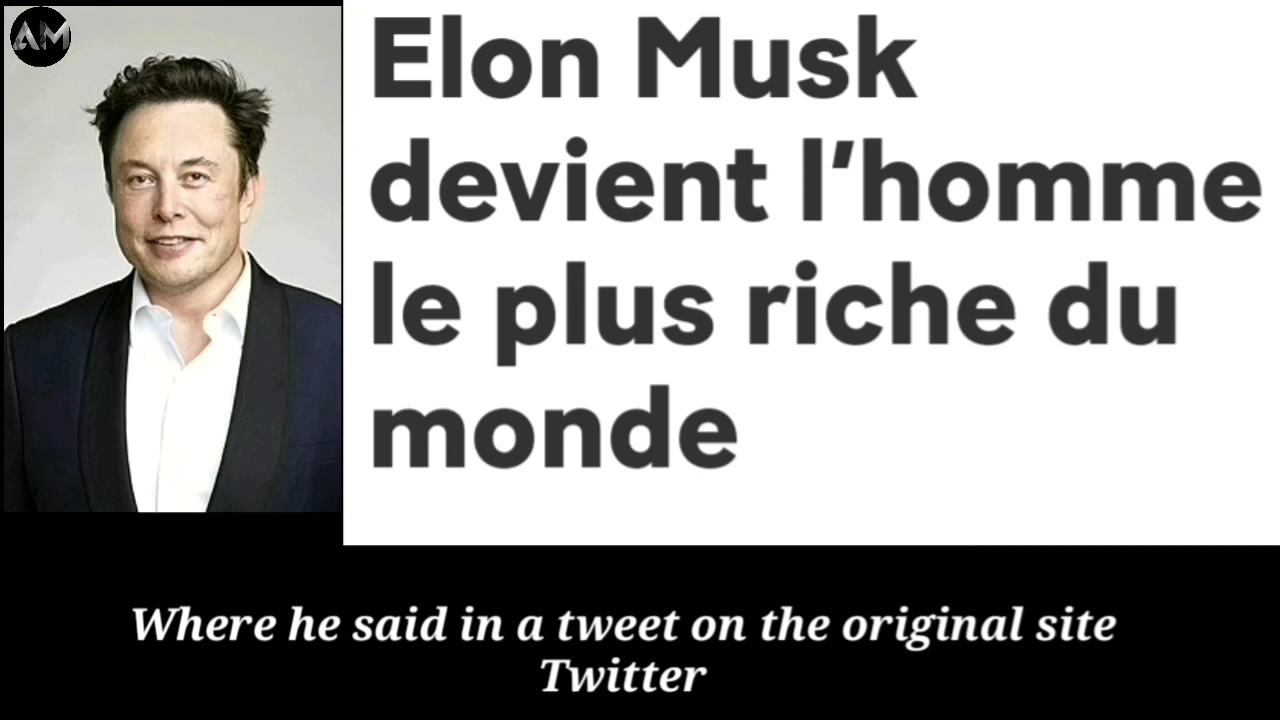 AM
Elon Musk
devient l’homme
le plus riche du
monde
Where he said in a tweet on the original site
Twitter